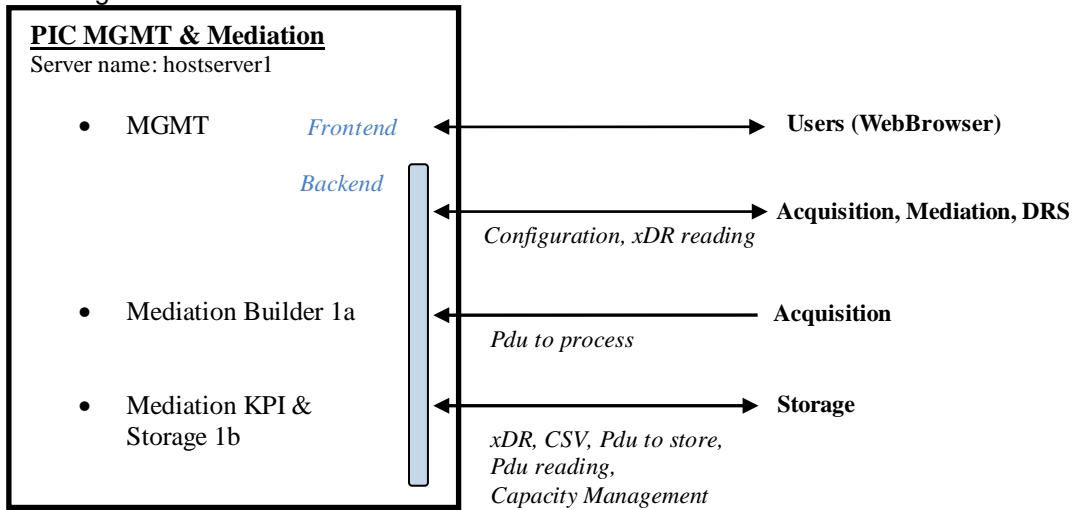 PIC MGMT & Mediation
Server name: hostserver1
• MGMT Frontend Users (WebBrowser)
Backend
Acquisition, Mediation, DRS
Configuration, xDR reading
• Mediation Builder 1a Acquisition
Pdu to process
• Mediation KPI & Storage
Storage 1b
xDR, CSV, Pdu to store,
Pdu reading,
Capacity Management